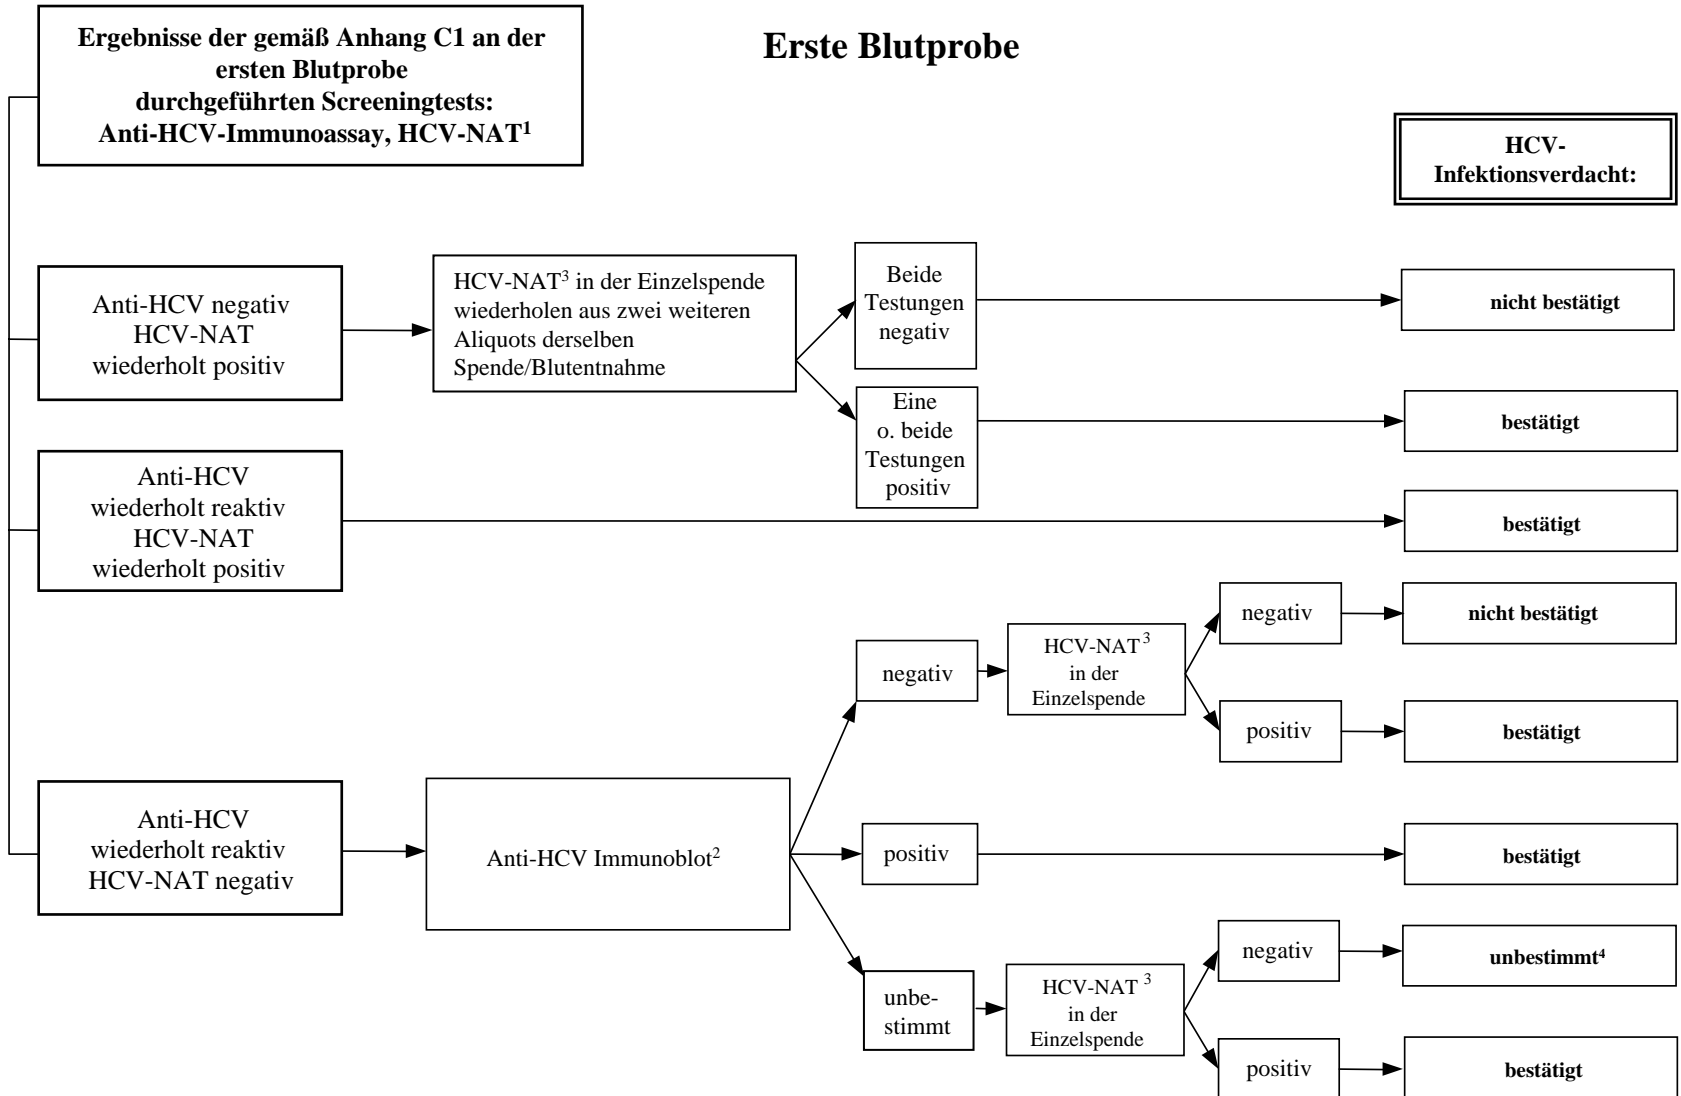 Ergebnisse der gemäß Anhang C1 an der
ersten Blutprobe
durchgeführten Screeningtests:
Anti-HCV-Immunoassay, HCV-NAT¹
Erste Blutprobe
HCV-
Infektionsverdacht:
Anti-HCV negativ
HCV-NAT
wiederholt positiv
HCV-NAT³ in der Einzelspende
wiederholen aus zwei weiteren
Aliquots derselben
Spende/Blutentnahme
Beide
Testungen
negativ
nicht bestätigt
Eine
o. beide
Testungen
positiv
bestätigt
Anti-HCV
wiederholt reaktiv
HCV-NAT
wiederholt positiv
bestätigt
Anti-HCV
wiederholt reaktiv
HCV-NAT negativ
Anti-HCV Immunoblot²
negativ
HCV-NAT ³
in der
Einzelspende
negativ
nicht bestätigt
positiv
bestätigt
positiv
bestätigt
unbe-
stimmt
HCV-NAT ³
in der
Einzelspende
negativ
unbestimmt⁴
positiv
bestätigt